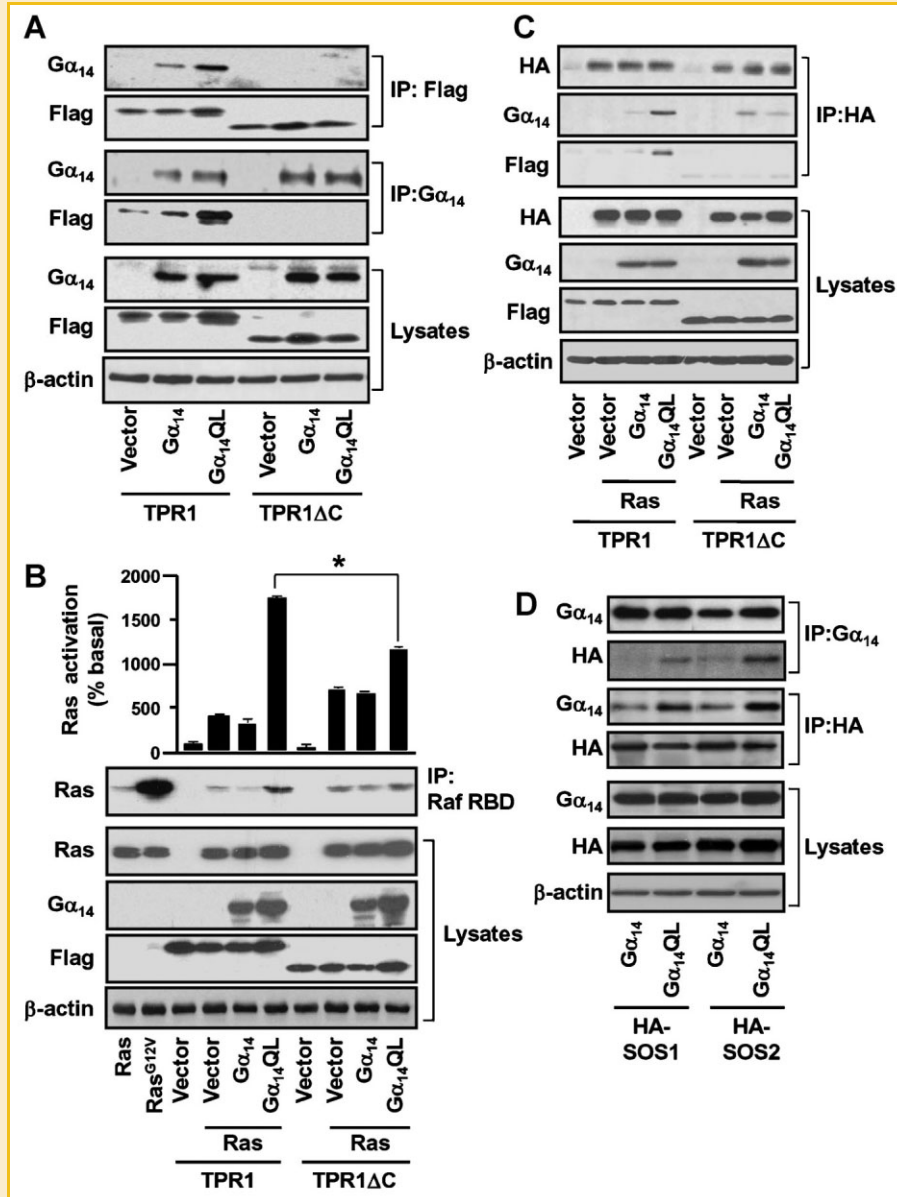 A
Gα14
Flag
IP: Flag
Gα14
Flag
IP:Gα14
Gα14
Flag
β-actin
Lysates
Vector
Gα14
Gα14QL
Vector
Gα14
Gα14QL
TPR1
TPR1ΔC
B
Ras activation
(% basal)
2000
1500
1000
500
0
*
Ras
IP:
Raf RBD
Ras
Gα14
Flag
β-actin
Lysates
Ras
RasG12V
Vector
Vector
Gα14
Gα14QL
Vector
Vector
Gα14
Gα14QL
Ras
Ras
TPR1
TPR1ΔC
C
HA
Gα14
Flag
IP:HA
HA
Gα14
Flag
β-actin
Lysates
Vector
Vector
Gα14
Gα14QL
Vector
Vector
Gα14
Gα14QL
Ras
Ras
TPR1
TPR1ΔC
D
Gα14
HA
IP:Gα14
Gα14
HA
IP:HA
Gα14
HA
β-actin
Lysates
Gα14
Gα14QL
Gα14
Gα14QL
HA-
SOS1
HA-
SOS2